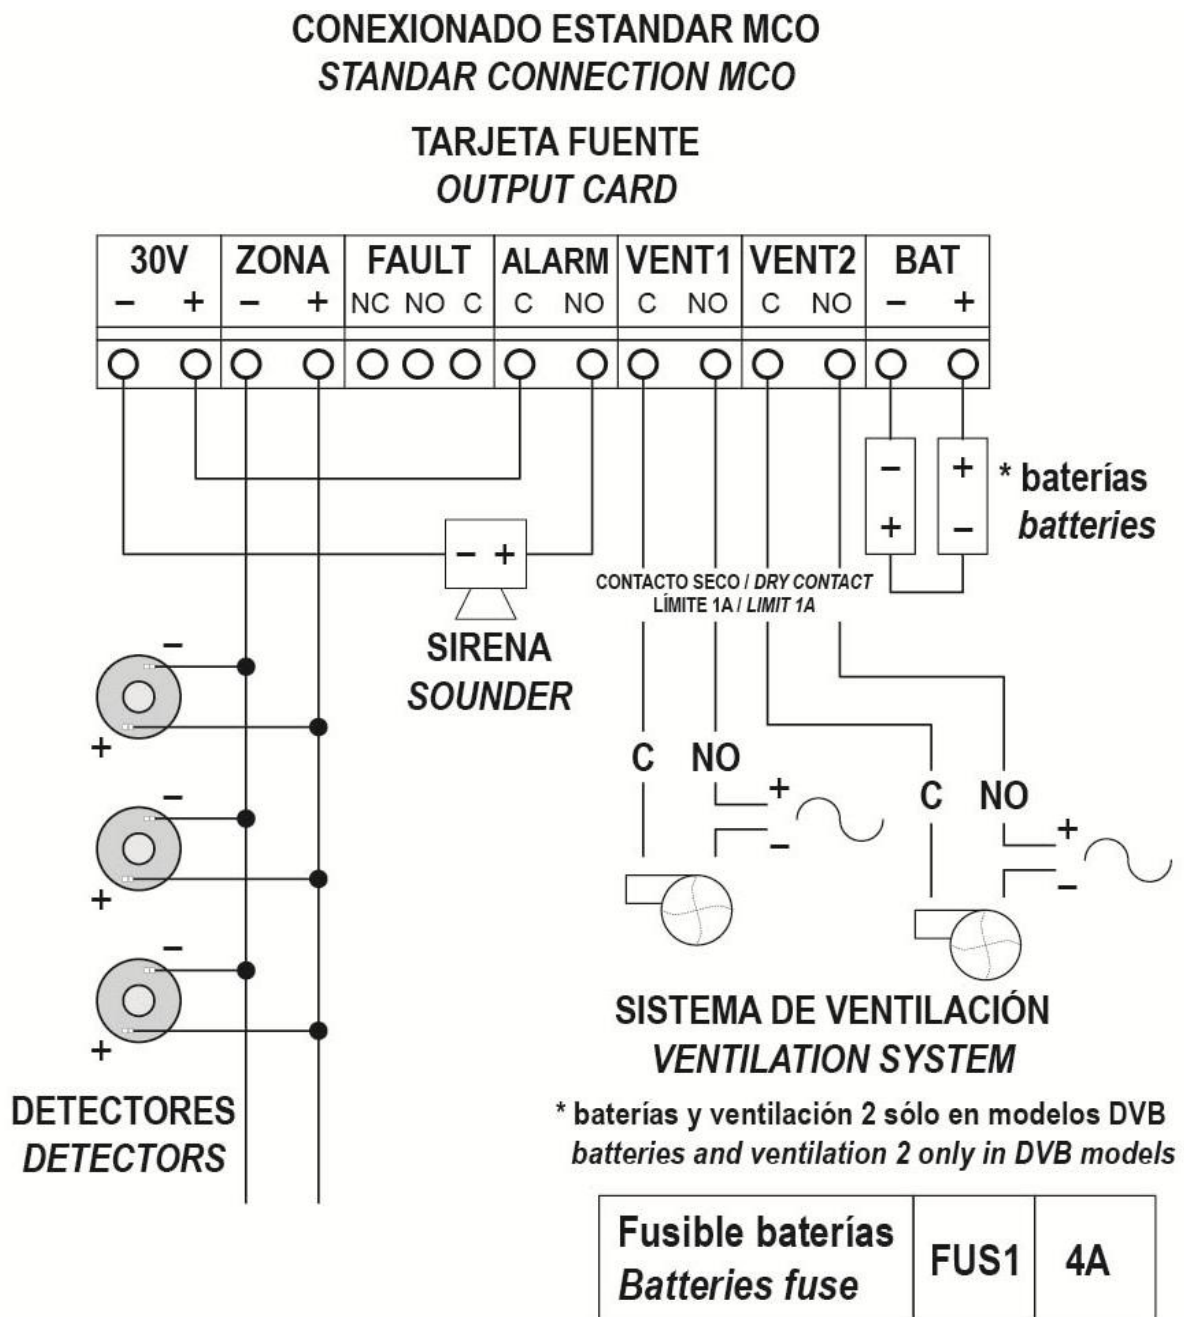 CONEXIONADO ESTANDAR MCO
STANDAR CONNECTION MCO
TARJETA FUENTE
OUTPUT CARD
30V ZONA FAULT ALARM VENT1 VENT2 BAT
− + − + NC NO C C NO C NO C NO − +
− +
* baterías
batteries
+ −
− +
CONTACTO SECO / DRY CONTACT
LÍMITE 1A / LIMIT 1A
SIRENA
SOUNDER
−
+
C NO
+
−
C NO
+
−
−
+
−
+
SISTEMA DE VENTILACIÓN
VENTILATION SYSTEM
DETECTORES
DETECTORS
* baterías y ventilación 2 sólo en modelos DVB
batteries and ventilation 2 only in DVB models
Fusible baterías
Batteries fuse
FUS1 4A